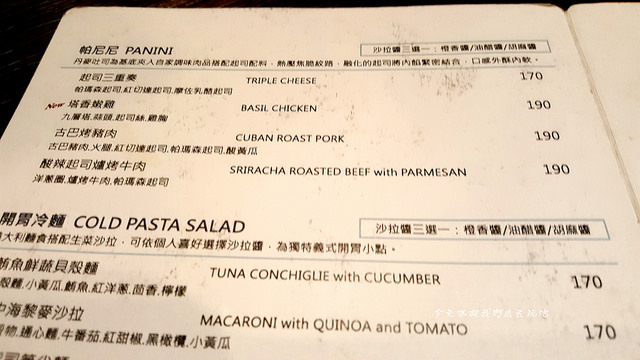 帕尼尼 PANINI
沙拉醬三選一：橙香醬/油醋醬/胡麻醬
丹麥吐司為基底夾入自家調味肉品搭配起司配料，熱壓焦脆紋路，融化的起司將內餡緊密結合，口感外酥內軟。
起司三重奏 TRIPLE CHEESE 170
帕瑪森起司,紅切達起司,摩佐乳酪起司
New 塔香嫩雞 BASIL CHICKEN 190
九層塔,蒜頭,起司絲,雞胸
古巴烤豬肉 CUBAN ROAST PORK 190
古巴豬肉,火腿,紅切達起司,帕瑪森起司,酸黃瓜
酸辣起司爐烤牛肉 SRIRACHA ROASTED BEEF with PARMESAN 190
洋蔥圈,爐烤牛肉,帕瑪森起司
開胃冷麵 COLD PASTA SALAD
沙拉醬三選一：橙香醬/油醋醬/胡麻醬
大利麵食搭配生菜沙拉，可依個人喜好選擇沙拉醬，為獨特義式開胃小點。
鮪魚鮮蔬貝殼麵 TUNA CONCHIGLIE with CUCUMBER 170
殼麵,小黃瓜,鮪魚,紅洋蔥,茴香,檸檬
中海藜麥沙拉 MACARONI with QUINOA and TOMATO 170
物,通心麵,牛番茄,紅甜椒,黑橄欖,小黃瓜